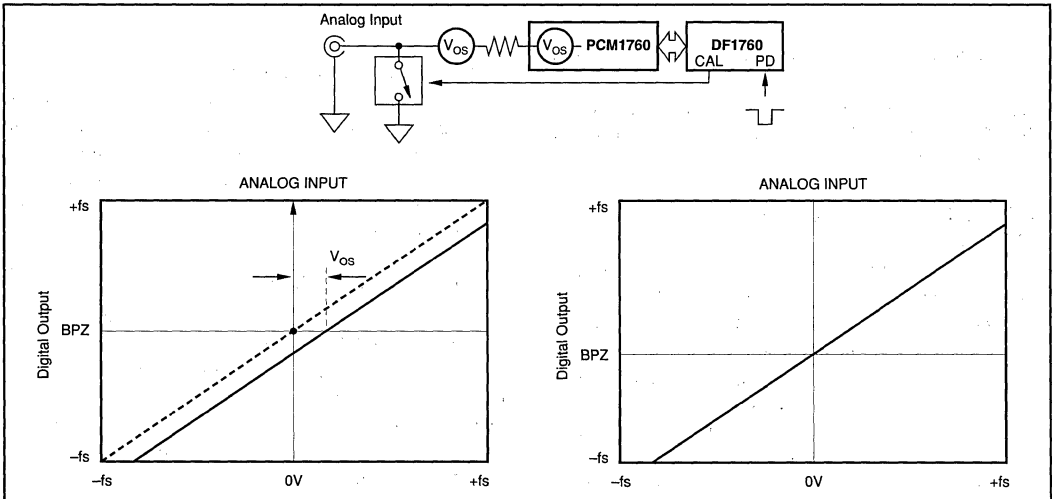 Analog Input
VOS
VOS
PCM1760
DF1760
CAL
PD
ANALOG INPUT
+fs
VOS
BPZ
Digital Output
–fs
–fs
0V
+fs
ANALOG INPUT
+fs
BPZ
Digital Output
–fs
–fs
0V
+fs